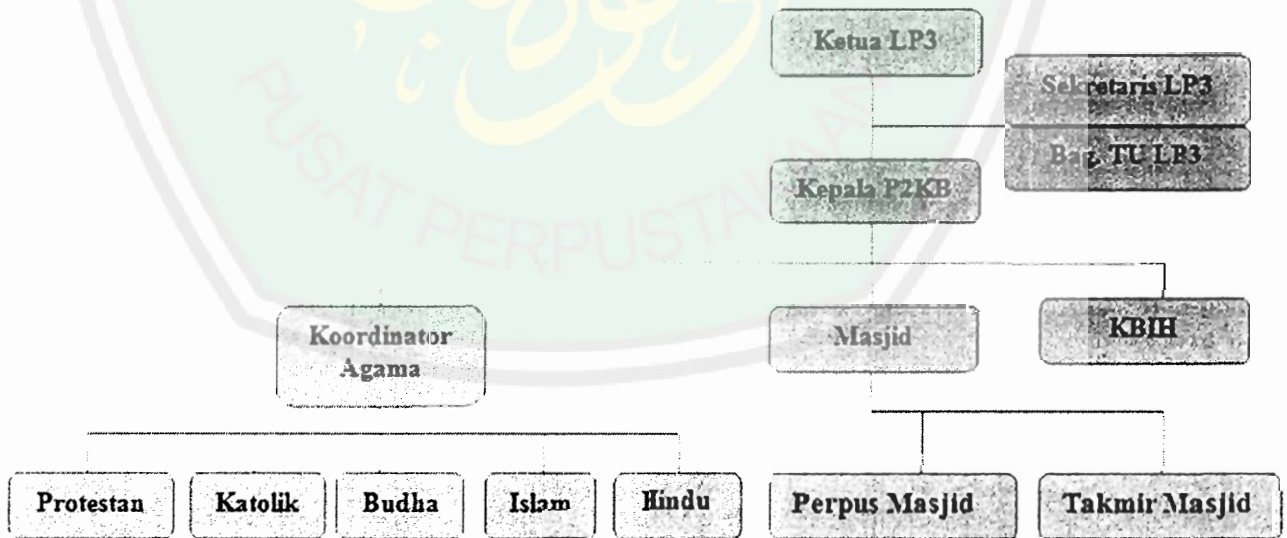 Ketua LP3
Sekretaris LP3
Bag. TU LP3
Kepala P2KB
Koordinator
Agama
Masjid
KBIH
Protestan
Katolik
Budha
Islam
Hindu
Perpus Masjid
Takmir Masjid
PUSAT PERPUSTAKAAN